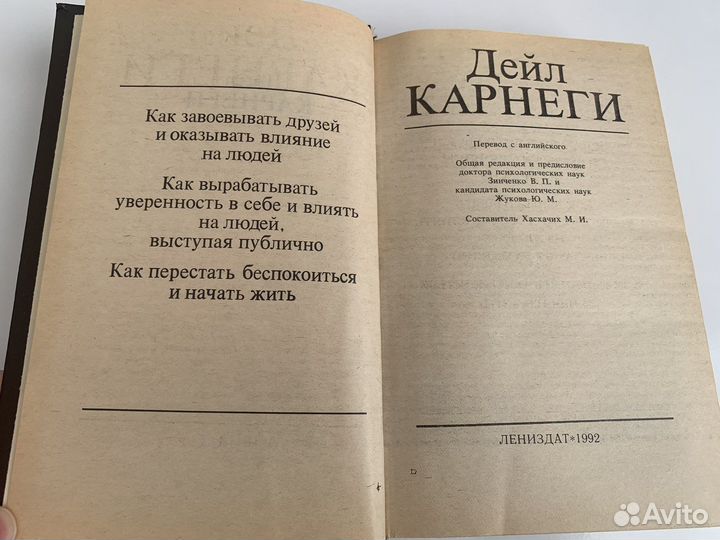 Как завоевывать друзей
и оказывать влияние
на людей
Как вырабатывать
уверенность в себе и влиять
на людей,
выступая публично
Как перестать беспокоиться
и начать жить
Дейл
КАРНЕГИ
Перевод с английского
Общая редакция и предисловие
доктора психологических наук
Зинченко В. П. и
кандидата психологических наук
Жукова Ю. М.
Составитель Хасхачих М. И.
ЛЕНИЗДАТ*1992
Avito